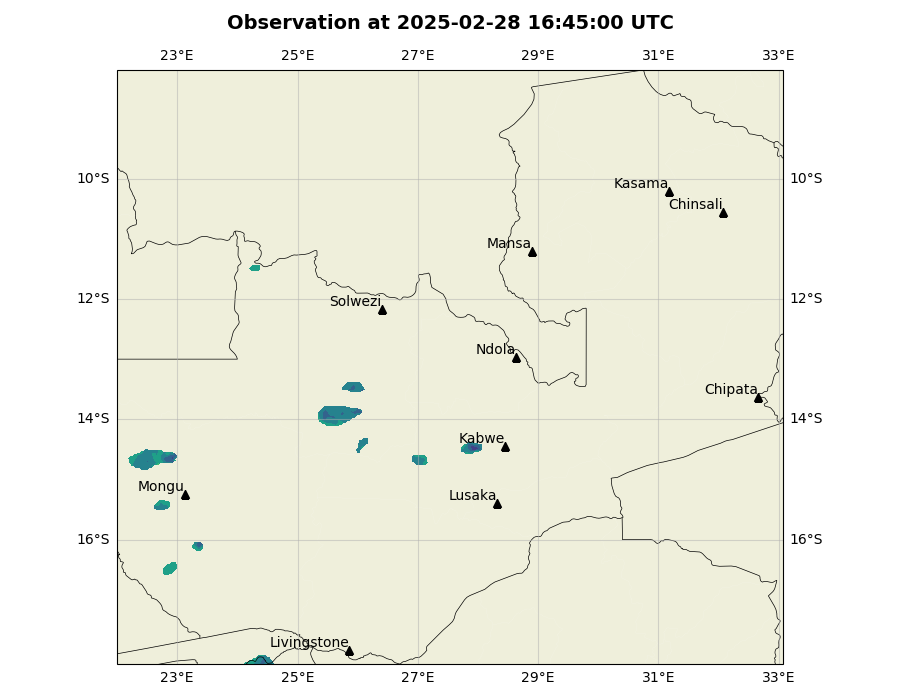 Observation at 2025-02-28 16:45:00 UTC
23°E 25°E 27°E 29°E 31°E 33°E
10°S 10°S
Kasama
Chinsali
Mansa
12°S 12°S
Solwezi
Ndola
Chipata
14°S 14°S
Kabwe
Mongu
Lusaka
16°S 16°S
Livingstone
23°E 25°E 27°E 29°E 31°E 33°E